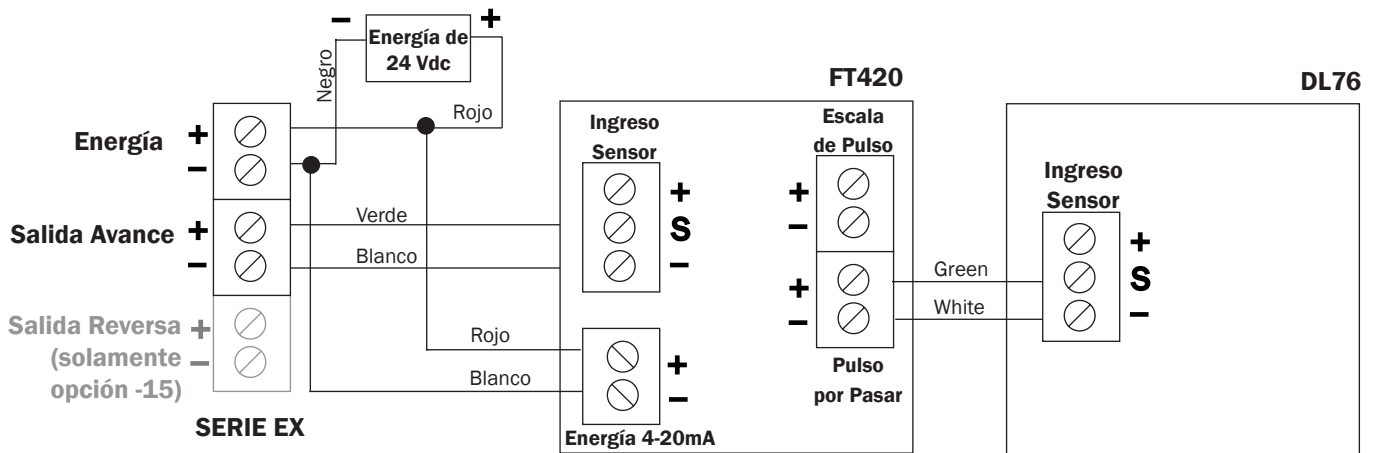 − +
Energía de
24 Vdc
Negro
Rojo
FT420
DL76
Energía
+
−
Ingreso
Sensor
+
S
−
Escala
de Pulso
+
−
Ingreso
Sensor
+
S
−
Salida Avance
+
−
Verde
Blanco
+
−
Green
White
Salida Reversa
(solamente
opción -15)
+
−
Rojo
Blanco
+
−
Pulso
por Pasar
SERIE EX
Energía 4-20mA